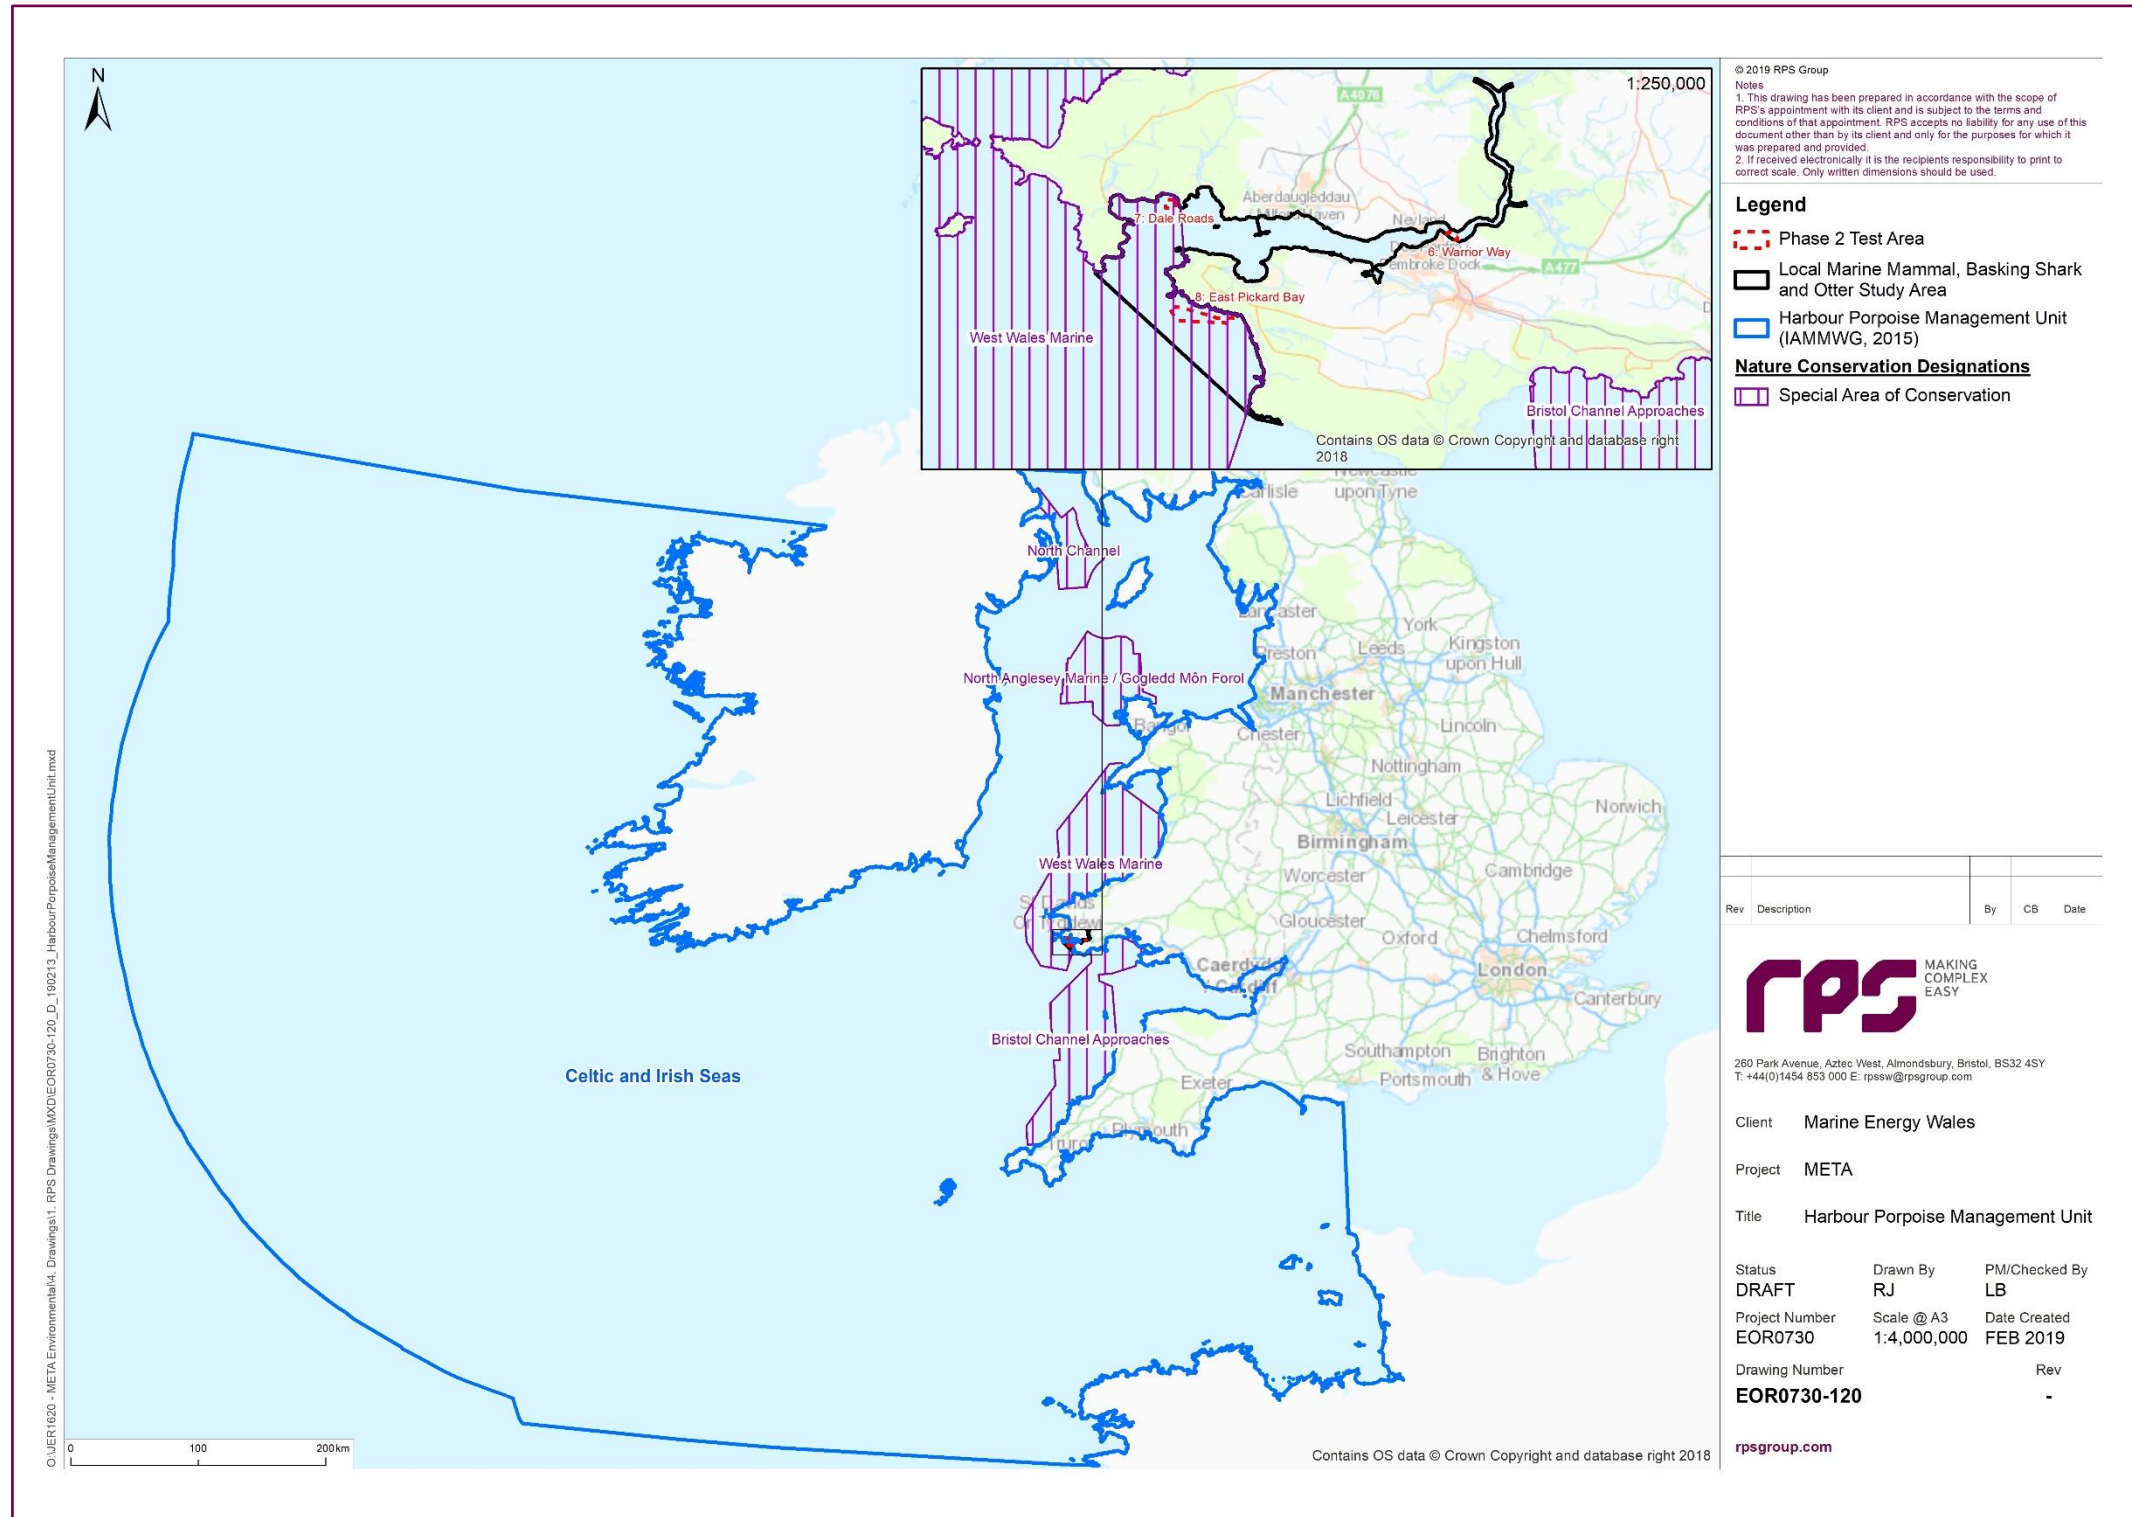 N
1:250,000
A4076
Aberdaugleddau
/ Milford Haven
7: Dale Roads
Neyland
6: Warrior Way
Pembroke Dock
A477
8: East Pickard Bay
West Wales Marine
Bristol Channel Approaches
Contains OS data © Crown Copyright and database right
2018
Newcastle
upon Tyne
Carlisle
North Channel
Lancaster
York
Preston
Leeds
Kingston
upon Hull
North Anglesey Marine / Gogledd Môn Forol
Manchester
Bangor
Chester
Lincoln
Nottingham
Lichfield
Leicester
Norwich
Birmingham
West Wales Marine
Worcester
Cambridge
Gloucester
Oxford
Chelmsford
Caerdydd
/ Cardiff
London
Canterbury
Bristol Channel Approaches
Southampton
Brighton
& Hove
Portsmouth
Exeter
Celtic and Irish Seas
Plymouth
Truro
0 100 200km
Contains OS data © Crown Copyright and database right 2018
O:\JER1620 - META Environmental\4. Drawings\1. RPS Drawings\MXD\EOR0730-120_D_190213_HarbourPorpoiseManagementUnit.mxd
© 2019 RPS Group
Notes
1. This drawing has been prepared in accordance with the scope of
RPS's appointment with its client and is subject to the terms and
conditions of that appointment. RPS accepts no liability for any use of this
document other than by its client and only for the purposes for which it
was prepared and provided.
2. If received electronically it is the recipients responsibility to print to
correct scale. Only written dimensions should be used.
Legend
Phase 2 Test Area
Local Marine Mammal, Basking Shark
and Otter Study Area
Harbour Porpoise Management Unit
(IAMMWG, 2015)
Nature Conservation Designations
Special Area of Conservation
Rev Description By CB Date
rps
MAKING
COMPLEX
EASY
260 Park Avenue, Aztec West, Almondsbury, Bristol, BS32 4SY
T: +44(0)1454 853 000 E: rpssw@rpsgroup.com
Client Marine Energy Wales
Project META
Title Harbour Porpoise Management Unit
Status Drawn By PM/Checked By
DRAFT RJ LB
Project Number Scale @ A3 Date Created
EOR0730 1:4,000,000 FEB 2019
Drawing Number Rev
EOR0730-120 -
rpsgroup.com